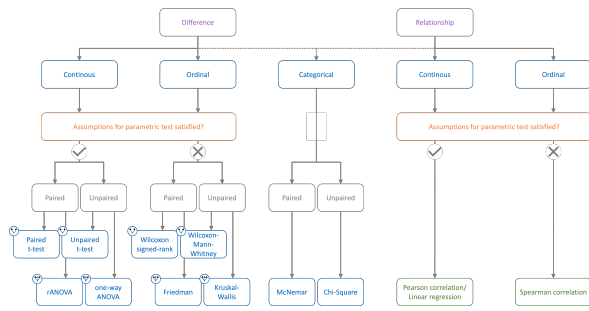 Difference
Relationship
Continous
Ordinal
Categorical
Continous
Ordinal
Assumptions for parametric test satisfied?
Assumptions for parametric test satisfied?
Paired
Unpaired
Paired
Unpaired
Paired
Unpaired
Paired
t-test
Unpaired
t-test
Wilcoxon
signed-rank
Wilcoxon-
Mann-
Whitney
rANOVA
one-way
ANOVA
Friedman
Kruskal-
Wallis
McNemar
Chi-Square
Pearson correlation/
Linear regression
Spearman correlation